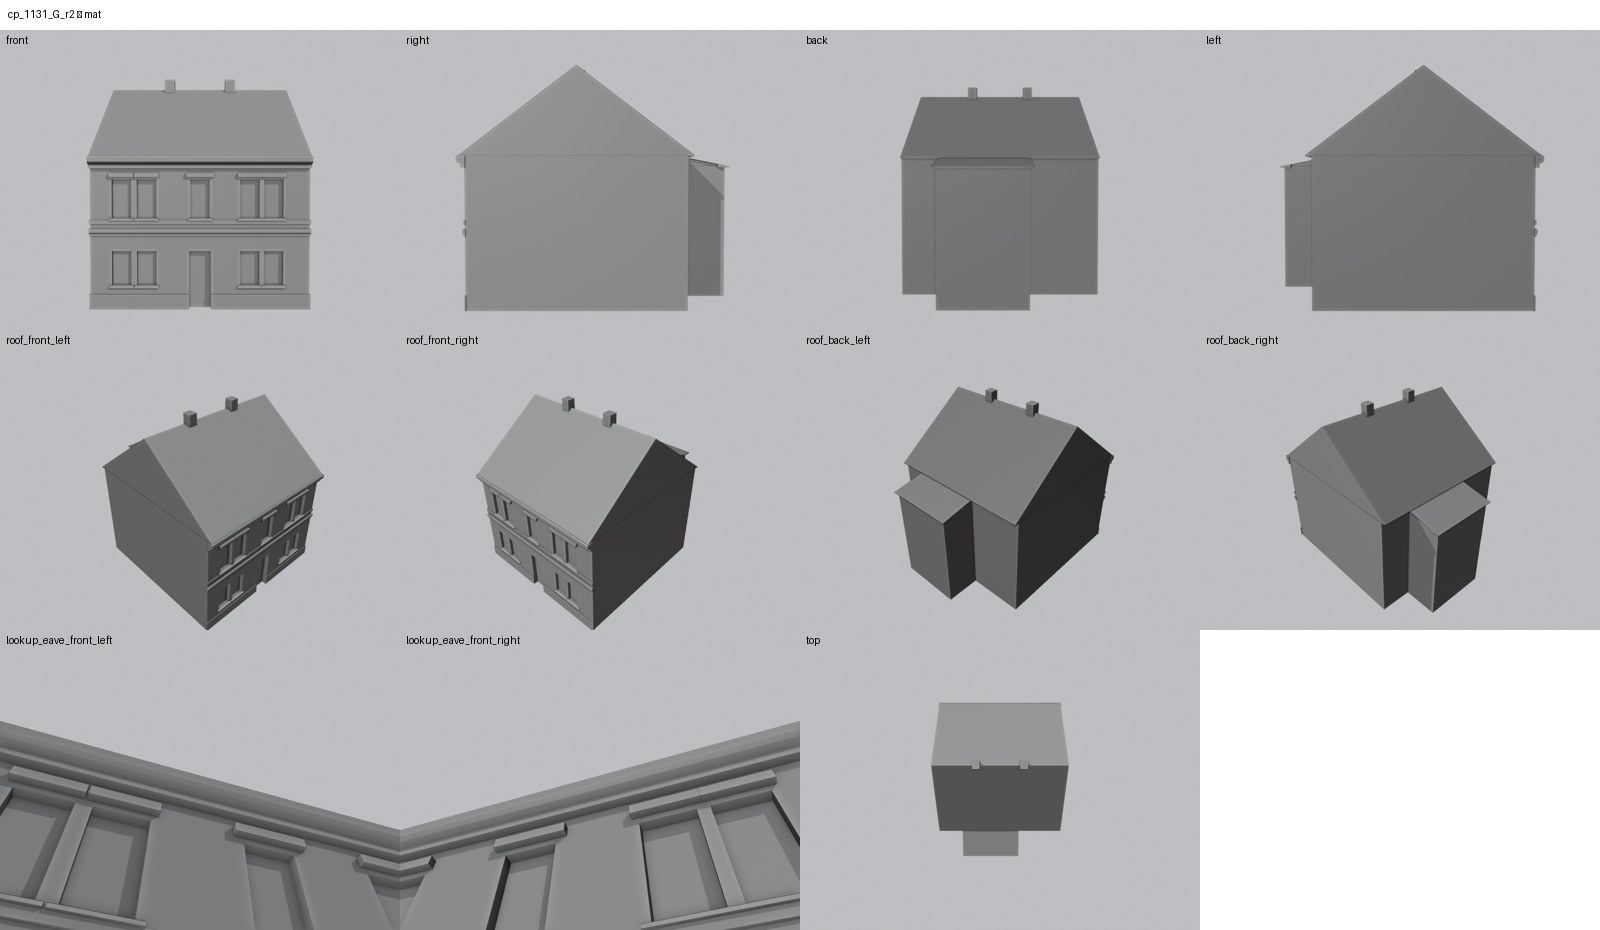 cp_1131_G_r2 mat
front
right
back
left
roof_front_left
roof_front_right
roof_back_left
roof_back_right
lookup_eave_front_left
lookup_eave_front_right
top